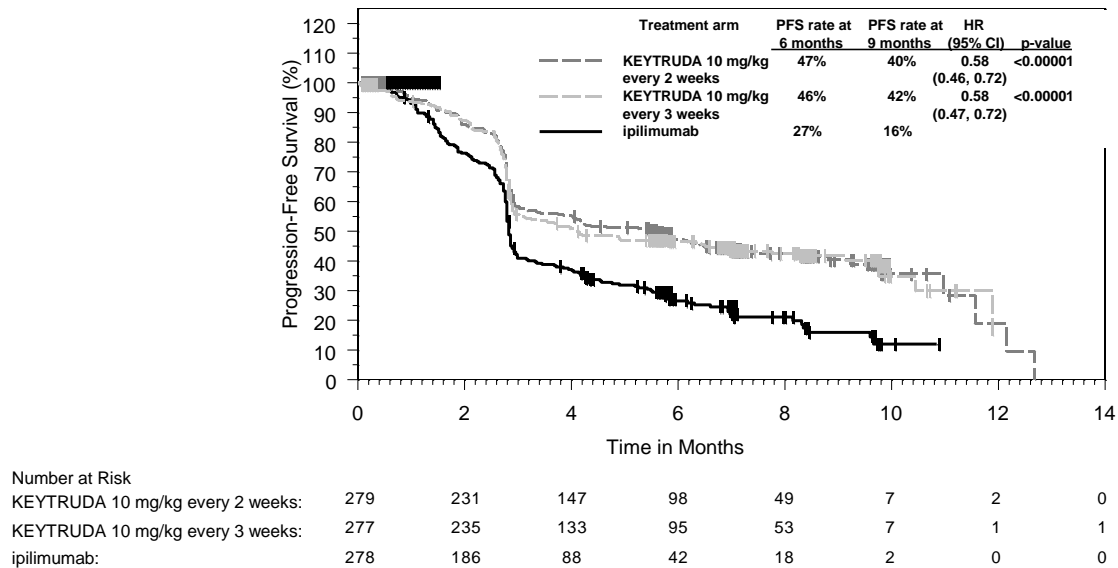 Treatment arm PFS rate at PFS rate at HR
6 months 9 months (95% CI) p-value
KEYTRUDA 10 mg/kg 47% 40% 0.58 <0.00001
every 2 weeks (0.46, 0.72)
KEYTRUDA 10 mg/kg 46% 42% 0.58 <0.00001
every 3 weeks (0.47, 0.72)
ipilimumab 27% 16%
Progression-Free Survival (%)
120
110
100
90
80
70
60
50
40
30
20
10
0
0 2 4 6 8 10 12 14
Time in Months
Number at Risk
KEYTRUDA 10 mg/kg every 2 weeks: 279 231 147 98 49 7 2 0
KEYTRUDA 10 mg/kg every 3 weeks: 277 235 133 95 53 7 1 1
ipilimumab: 278 186 88 42 18 2 0 0